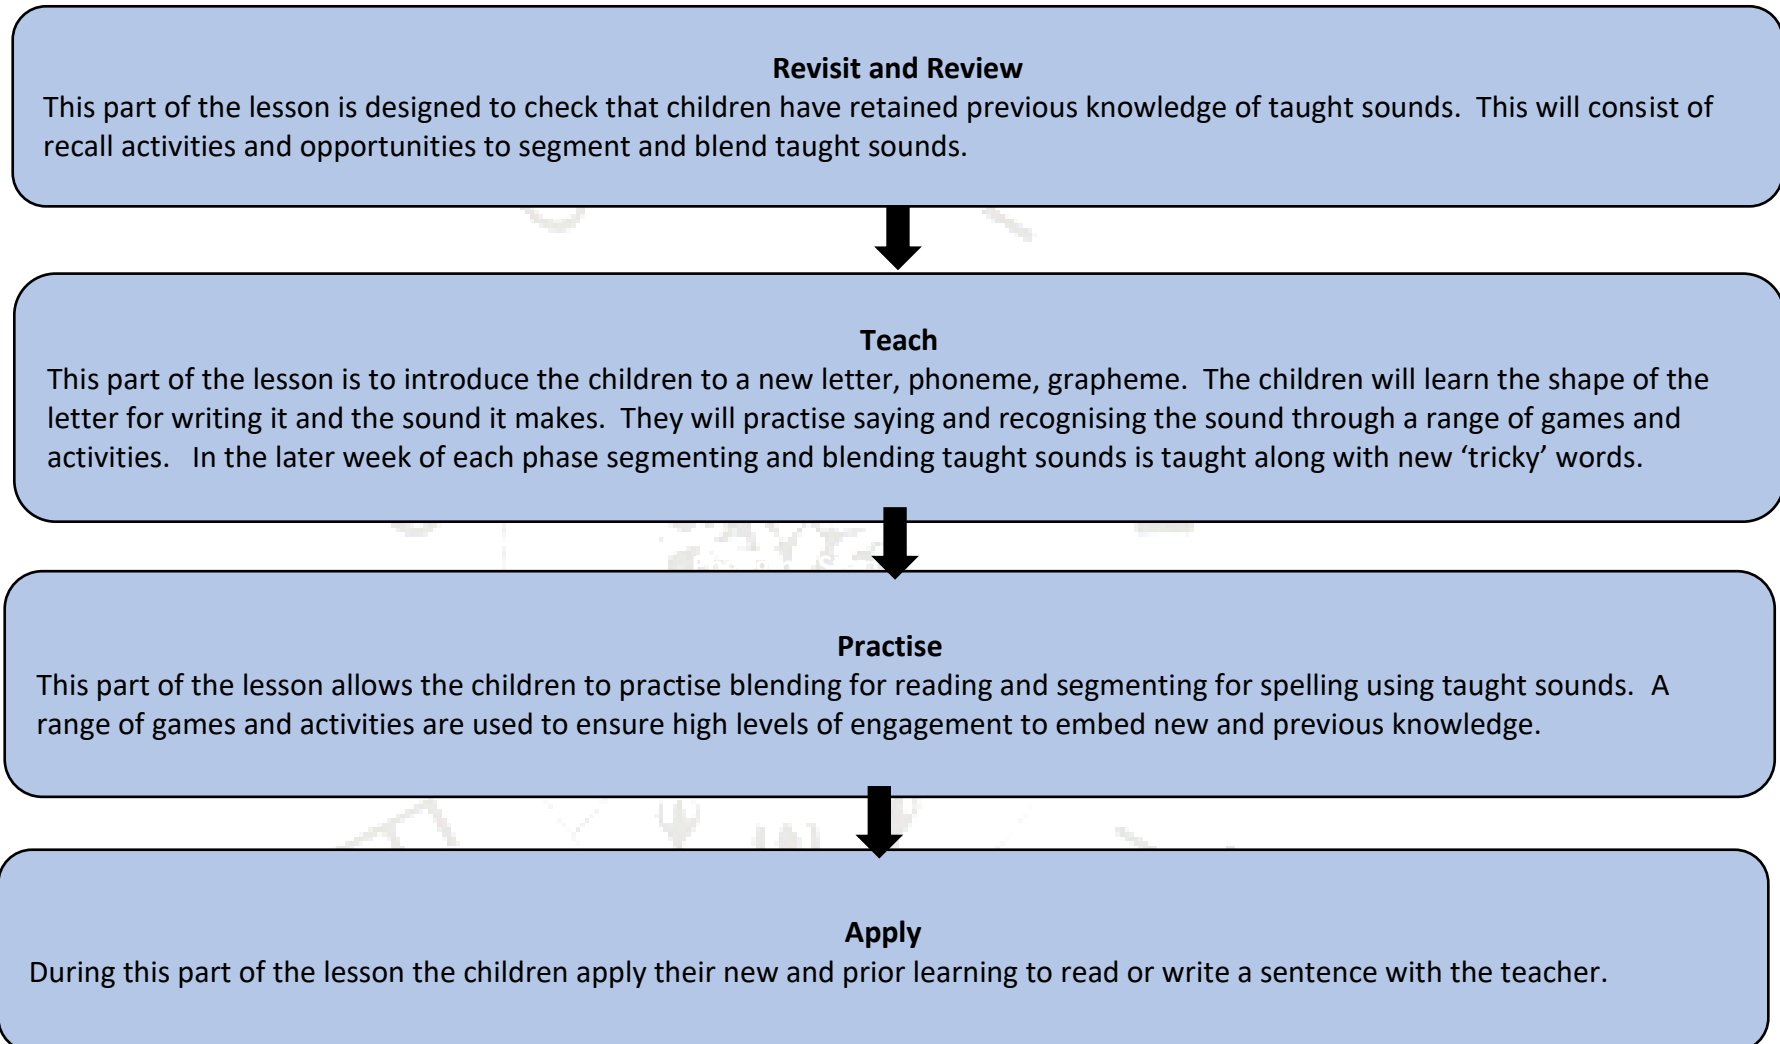 Revisit and Review
This part of the lesson is designed to check that children have retained previous knowledge of taught sounds.  This will consist of
recall activities and opportunities to segment and blend taught sounds.
Teach
This part of the lesson is to introduce the children to a new letter, phoneme, grapheme.  The children will learn the shape of the
letter for writing it and the sound it makes.  They will practise saying and recognising the sound through a range of games and
activities.   In the later week of each phase segmenting and blending taught sounds is taught along with new ‘tricky’ words.
Practise
This part of the lesson allows the children to practise blending for reading and segmenting for spelling using taught sounds.  A
range of games and activities are used to ensure high levels of engagement to embed new and previous knowledge.
Apply
During this part of the lesson the children apply their new and prior learning to read or write a sentence with the teacher.